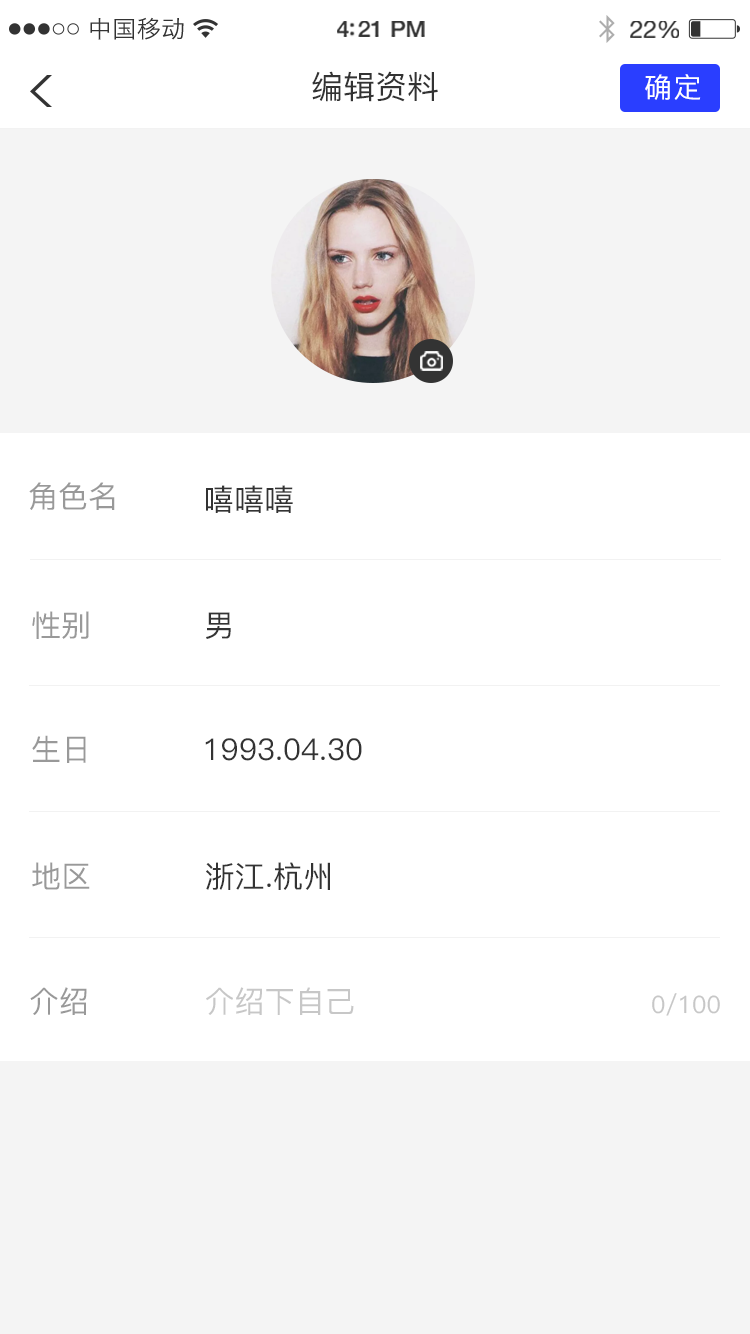 中国移动 4:21 PM 22%
编辑资料 确定
角色名 嘻嘻嘻
性别 男
生日 1993.04.30
地区 浙江.杭州
介绍 介绍下自己 0/100